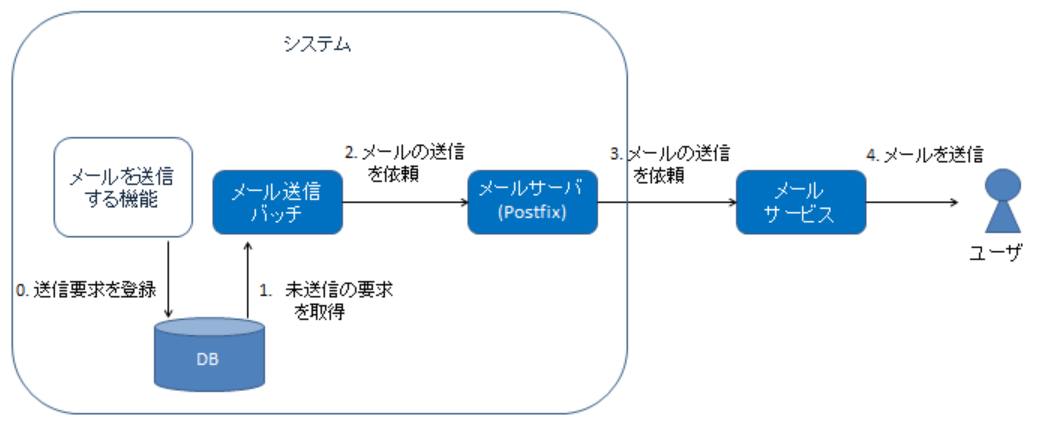 システム
メールを送信
する機能
メール送信
バッチ
2. メールの送信
を依頼
メールサーバ
(Postfix)
3. メールの送信
を依頼
メール
サービス
4. メールを送信
ユーザ
0. 送信要求を登録
1. 未送信の要求
を取得
DB